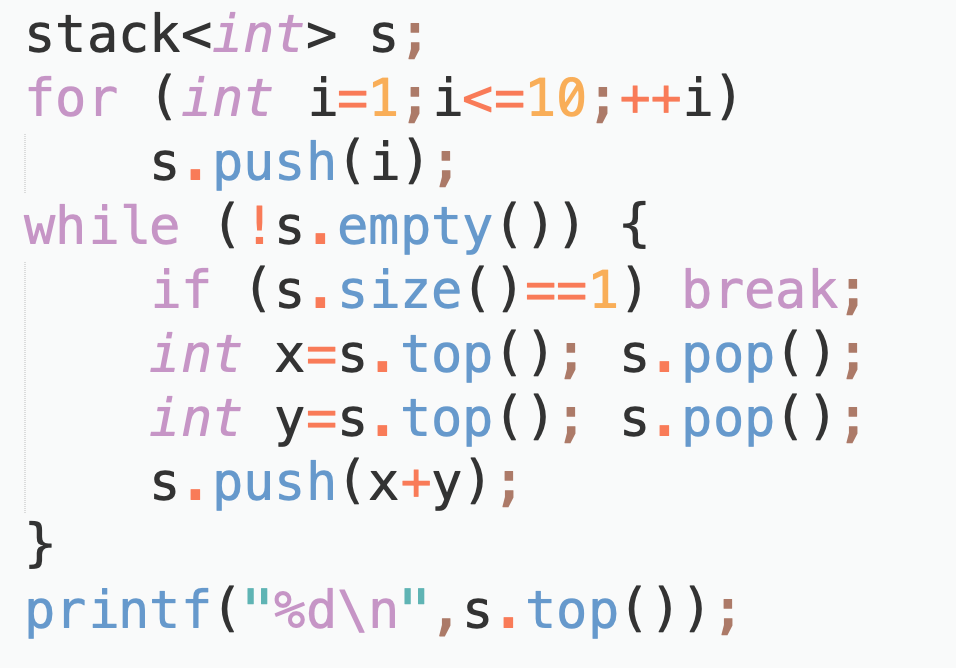 stack<int> s;
for (int i=1;i<=10;++i)
    s.push(i);
while (!s.empty()) {
    if (s.size()==1) break;
    int x=s.top(); s.pop();
    int y=s.top(); s.pop();
    s.push(x+y);
}
printf("%d\n",s.top());